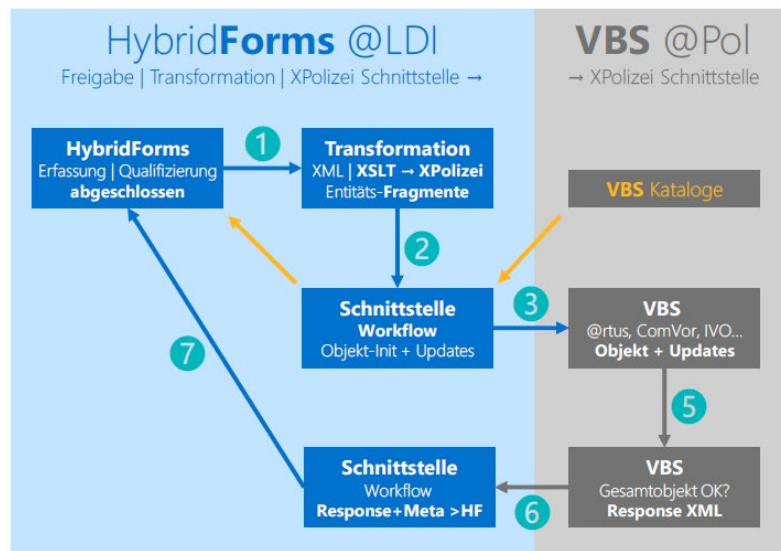 HybridForms @LDI
Freigabe | Transformation | XPolizei Schnittstelle →
VBS @Pol
→ XPolizei Schnittstelle
HybridForms
Erfassung | Qualifizierung
abgeschlossen
1
Transformation
XML | XSLT → XPolizei
Entitäts-Fragmente
VBS Kataloge
2
Schnittstelle
Workflow
Objekt-Init + Updates
3
VBS
@rtus, ComVor, IVO...
Objekt + Updates
7
5
Schnittstelle
Workflow
Response+Meta >HF
6
VBS
Gesamtobjekt OK?
Response XML